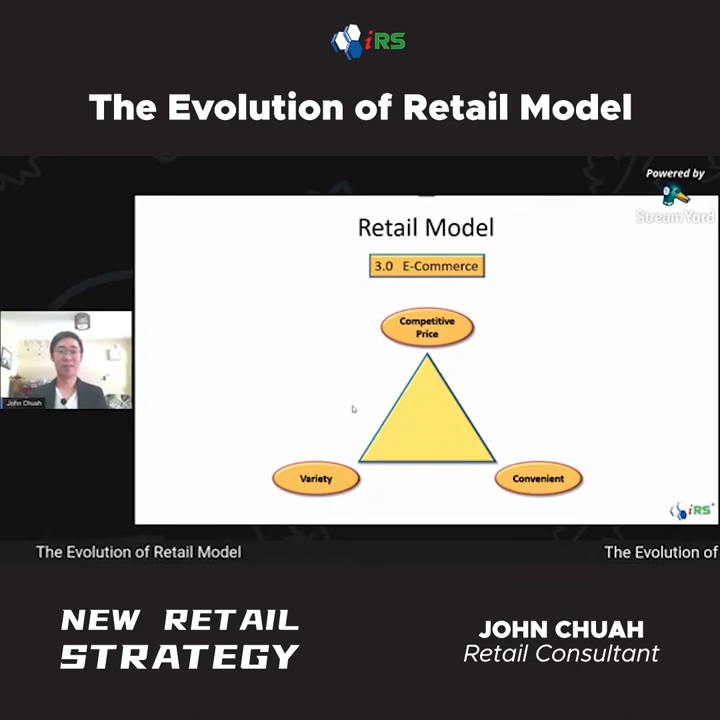 iRS
The Evolution of Retail Model
Powered by
StreamYard
Retail Model
3.0 E-Commerce
Competitive
Price
John Chuah
Variety
Convenient
iRS
The Evolution of Retail Model
The Evolution of
NEW RETAIL
STRATEGY
JOHN CHUAH
Retail Consultant